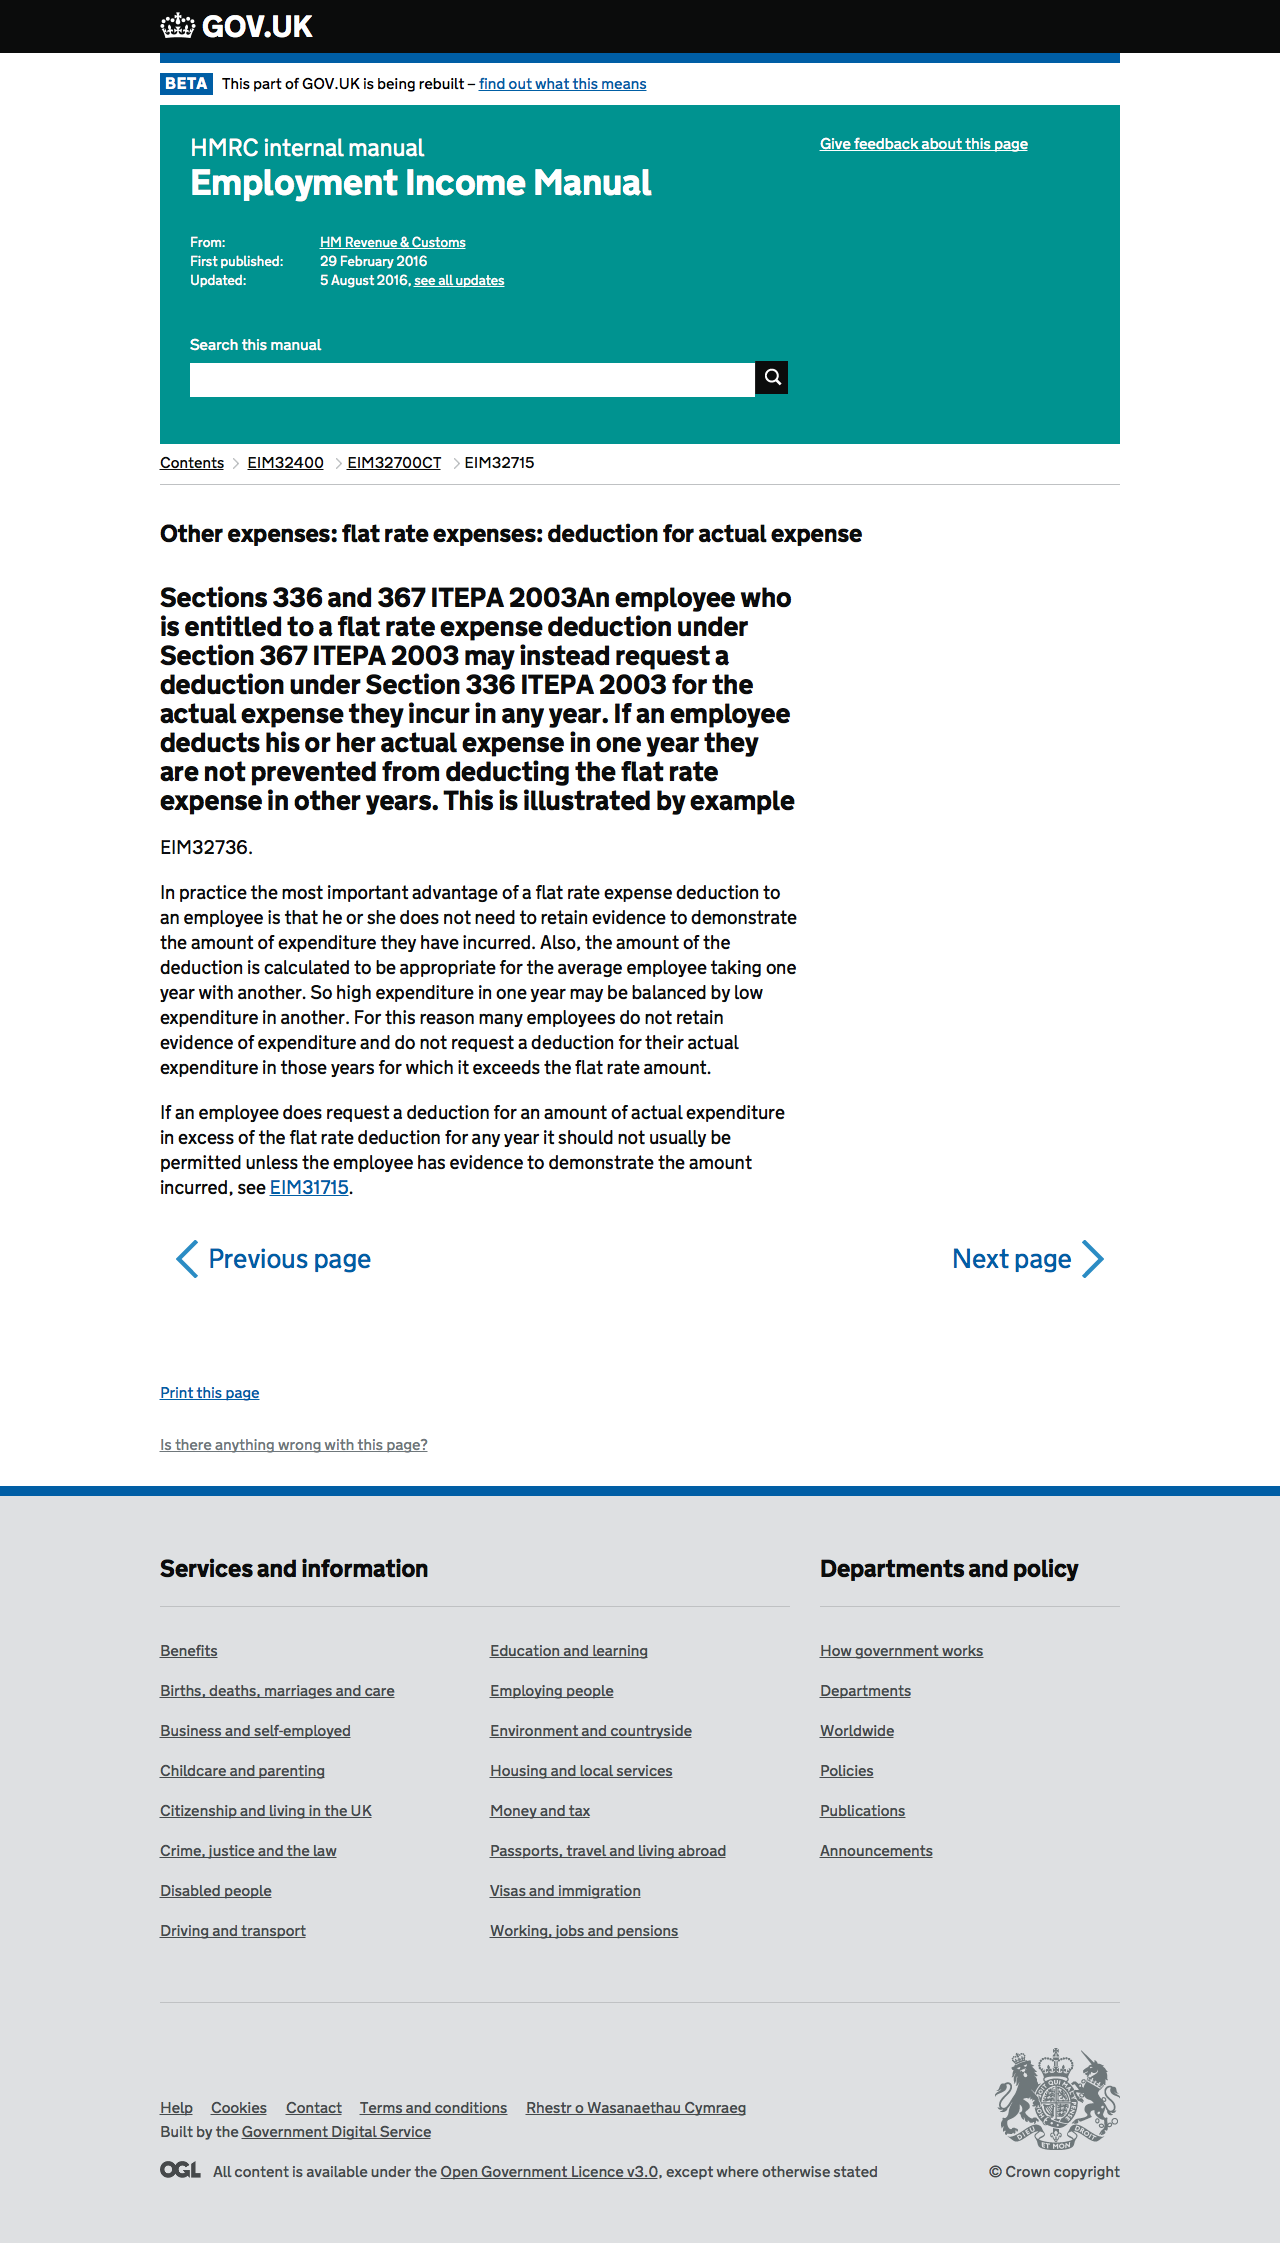 GOV.UK
BETA This part of GOV.UK is being rebuilt – find out what this means
HMRC internal manual
Employment Income Manual
Give feedback about this page
From: HM Revenue & Customs
First published: 29 February 2016
Updated: 5 August 2016, see all updates
Search this manual
Contents EIM32400 EIM32700CT EIM32715
Other expenses: flat rate expenses: deduction for actual expense
Sections 336 and 367 ITEPA 2003An employee who
is entitled to a flat rate expense deduction under
Section 367 ITEPA 2003 may instead request a
deduction under Section 336 ITEPA 2003 for the
actual expense they incur in any year. If an employee
deducts his or her actual expense in one year they
are not prevented from deducting the flat rate
expense in other years. This is illustrated by example
EIM32736.
In practice the most important advantage of a flat rate expense deduction to
an employee is that he or she does not need to retain evidence to demonstrate
the amount of expenditure they have incurred. Also, the amount of the
deduction is calculated to be appropriate for the average employee taking one
year with another. So high expenditure in one year may be balanced by low
expenditure in another. For this reason many employees do not retain
evidence of expenditure and do not request a deduction for their actual
expenditure in those years for which it exceeds the flat rate amount.
If an employee does request a deduction for an amount of actual expenditure
in excess of the flat rate deduction for any year it should not usually be
permitted unless the employee has evidence to demonstrate the amount
incurred, see EIM31715.
Previous page Next page
Print this page
Is there anything wrong with this page?
Services and information
Benefits
Births, deaths, marriages and care
Business and self-employed
Childcare and parenting
Citizenship and living in the UK
Crime, justice and the law
Disabled people
Driving and transport
Education and learning
Employing people
Environment and countryside
Housing and local services
Money and tax
Passports, travel and living abroad
Visas and immigration
Working, jobs and pensions
Departments and policy
How government works
Departments
Worldwide
Policies
Publications
Announcements
Help Cookies Contact Terms and conditions Rhestr o Wasanaethau Cymraeg
Built by the Government Digital Service
OGL All content is available under the Open Government Licence v3.0, except where otherwise stated
DIEU ET MON DROIT
© Crown copyright